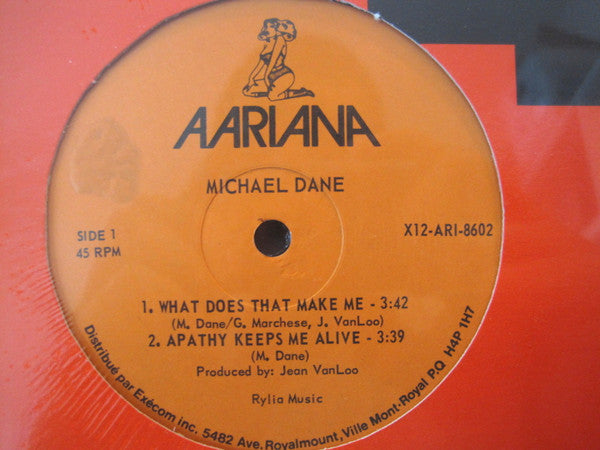 AARIANA
MICHAEL DANE
SIDE 1
45 RPM
X12-ARI-8602
1. WHAT DOES THAT MAKE ME - 3:42
(M. Dane/G. Marchese, J. VanLoo)
2. APATHY KEEPS ME ALIVE - 3:39
(M. Dane)
Produced by: Jean VanLoo
Rylia Music
Distribué par Exécom inc. 5482 Ave. Royalmount, Ville Mont-Royal P.Q. H4P 1H7